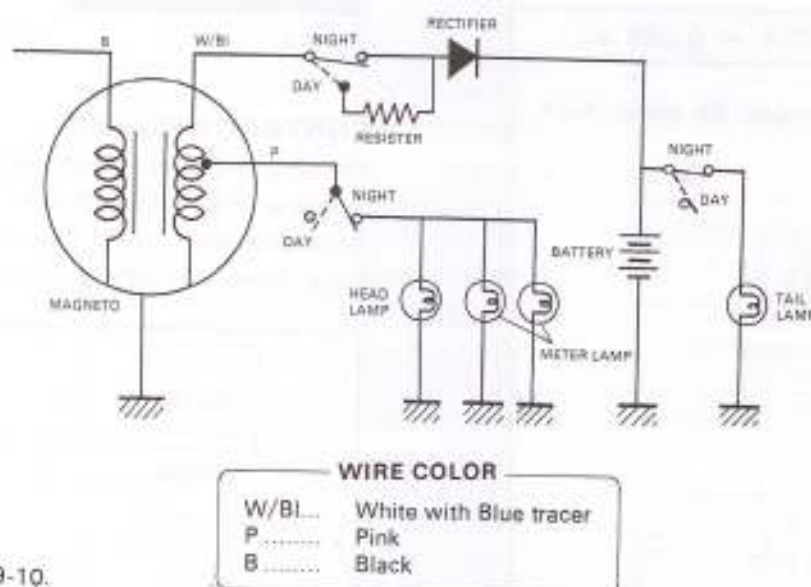 RECTIFIER
B
W/Bl
NIGHT
DAY
RESISTER
P
NIGHT
DAY
NIGHT
DAY
BATTERY
MAGNETO
HEAD
LAMP
METER LAMP
TAIL
LAMP
WIRE COLOR
W/Bl... White with Blue tracer
P ........ Pink
B ........ Black
9-10.